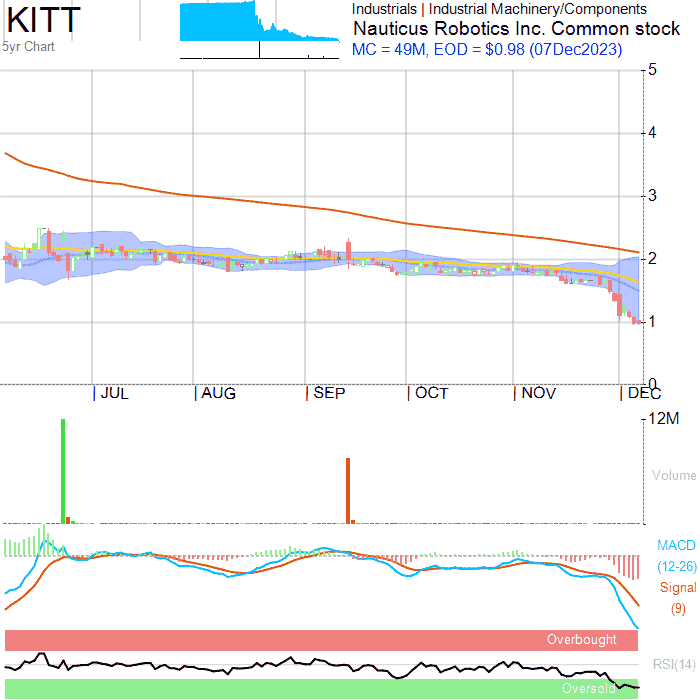 KITT
5yr Chart
Industrials | Industrial Machinery/Components
Nauticus Robotics Inc. Common stock
MC = 49M, EOD = $0.98 (07Dec2023)
5
4
3
2
1
0
JUL
AUG
SEP
OCT
NOV
DEC
12M
Volume
MACD
(12-26)
Signal
(9)
Overbought
RSI(14)
Oversold